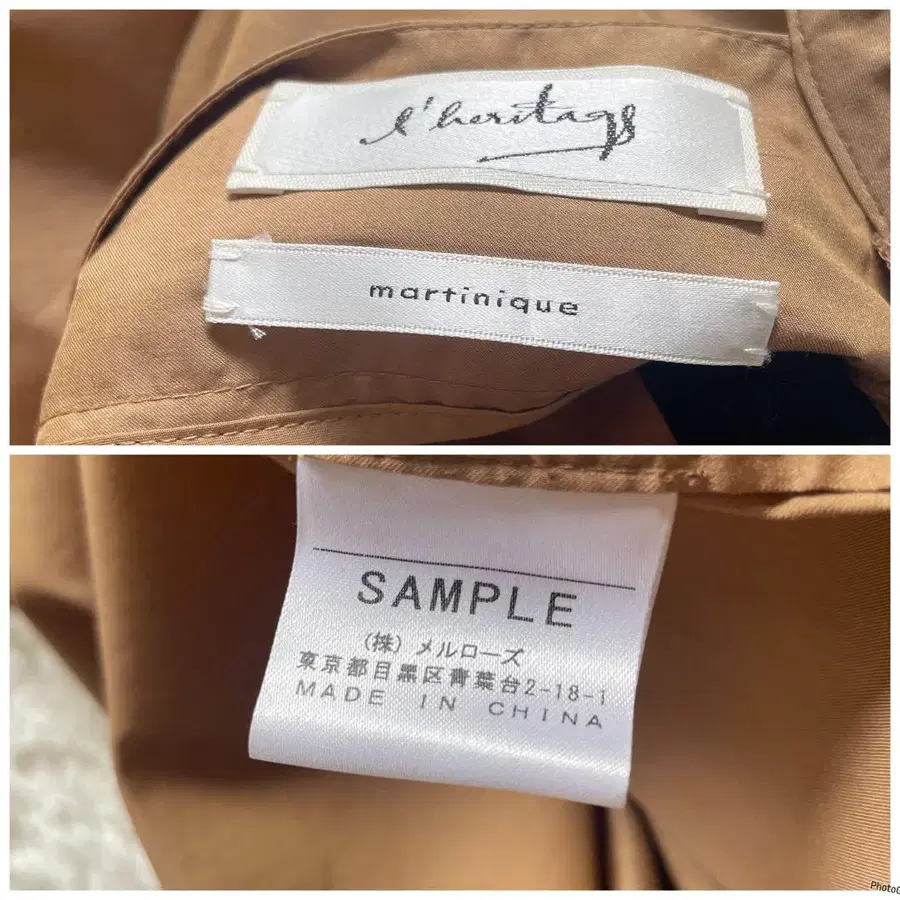 l'heritage
martinique
SAMPLE
(株) メルローズ
東京都目黒区青葉台2-18-1
MADE IN CHINA